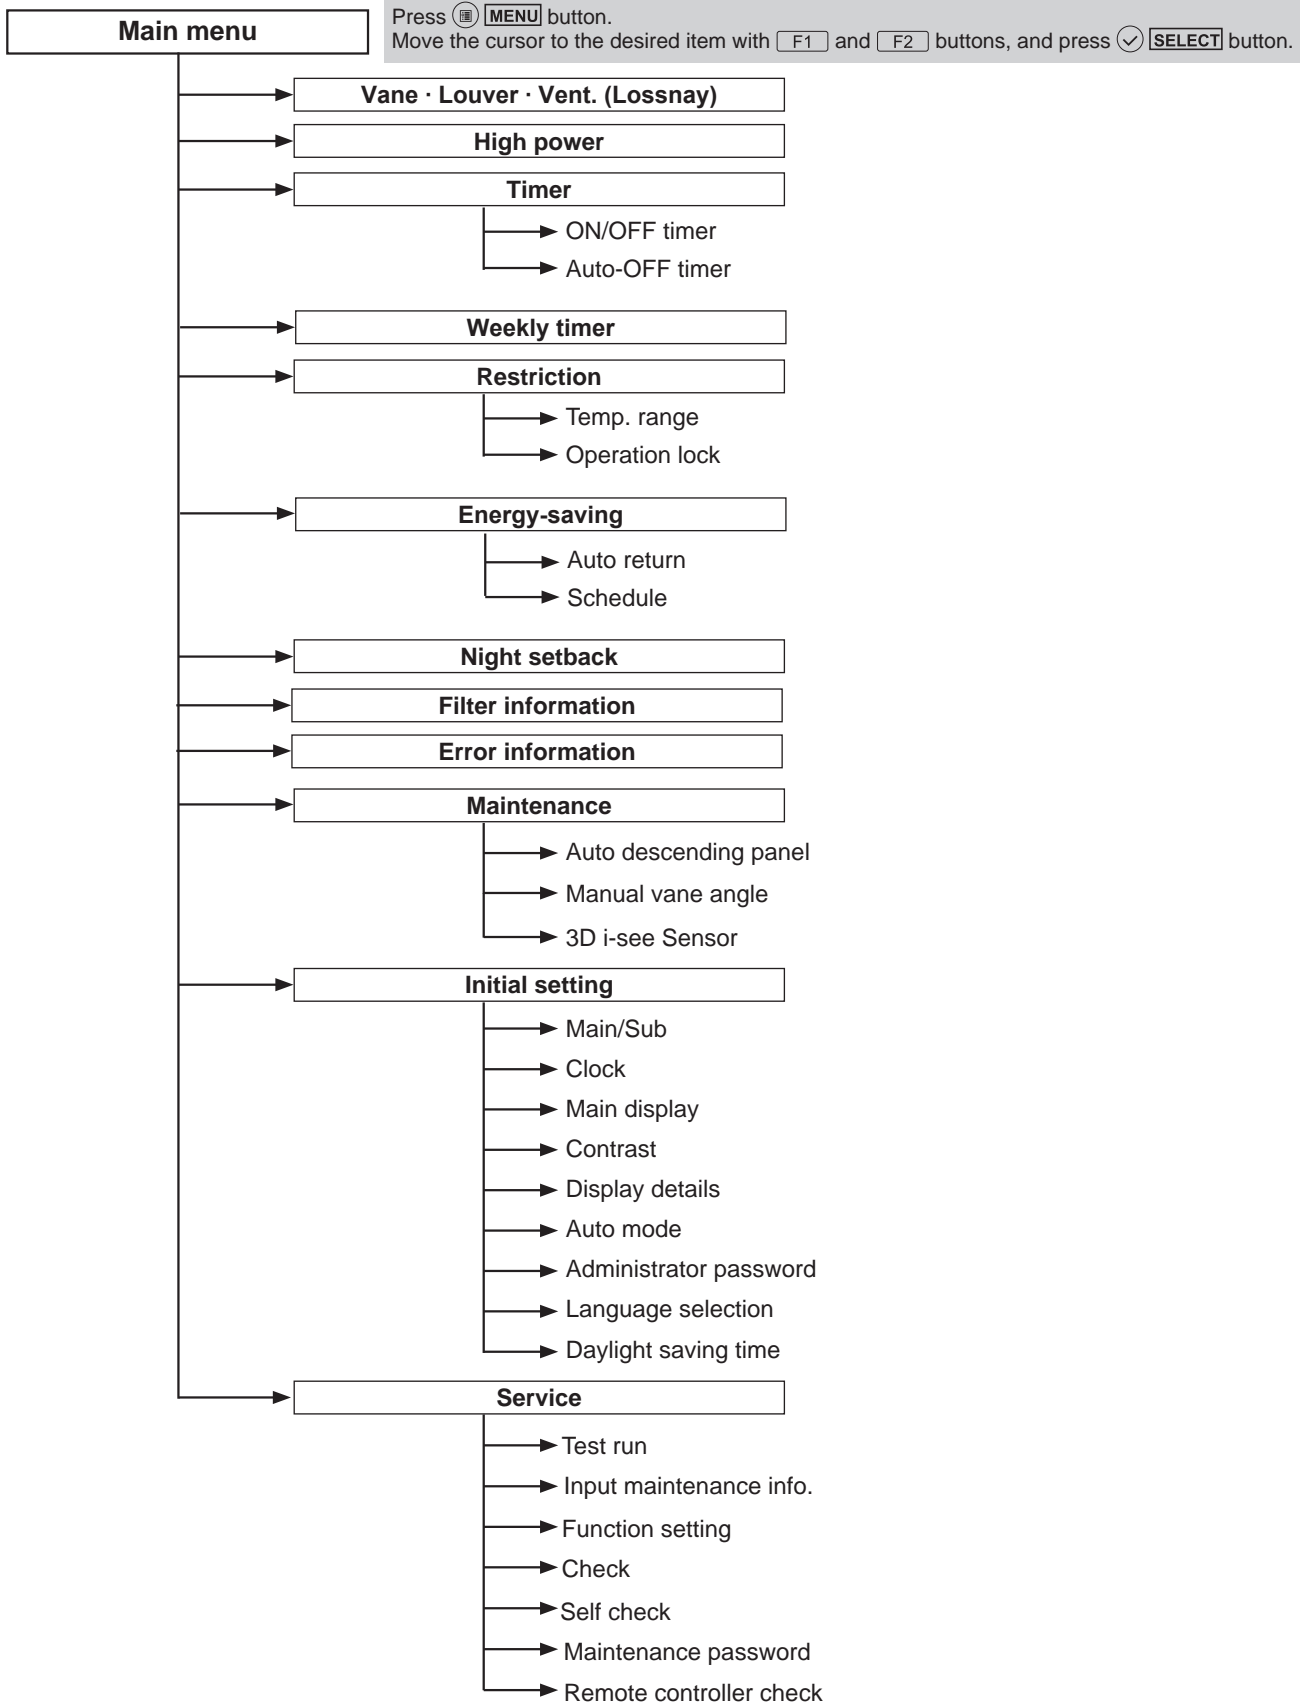 Main menu
Press MENU button.
Move the cursor to the desired item with F1 and F2 buttons, and press SELECT button.
Vane · Louver · Vent. (Lossnay)
High power
Timer
ON/OFF timer
Auto-OFF timer
Weekly timer
Restriction
Temp. range
Operation lock
Energy-saving
Auto return
Schedule
Night setback
Filter information
Error information
Maintenance
Auto descending panel
Manual vane angle
3D i-see Sensor
Initial setting
Main/Sub
Clock
Main display
Contrast
Display details
Auto mode
Administrator password
Language selection
Daylight saving time
Service
Test run
Input maintenance info.
Function setting
Check
Self check
Maintenance password
Remote controller check